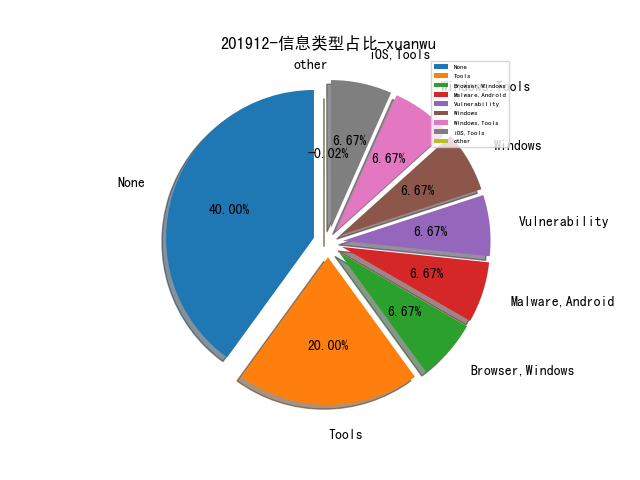 201912-信息类型占比-xuanwu
other
iOS,Tools
Windows,Tools
Windows
Vulnerability
Malware,Android
Browser,Windows
Tools
None
40.00%
20.00%
6.67%
6.67%
6.67%
6.67%
6.67%
6.67%
-0.02%
None
Tools
Browser,Windows
Malware,Android
Vulnerability
Windows
Windows,Tools
iOS,Tools
other